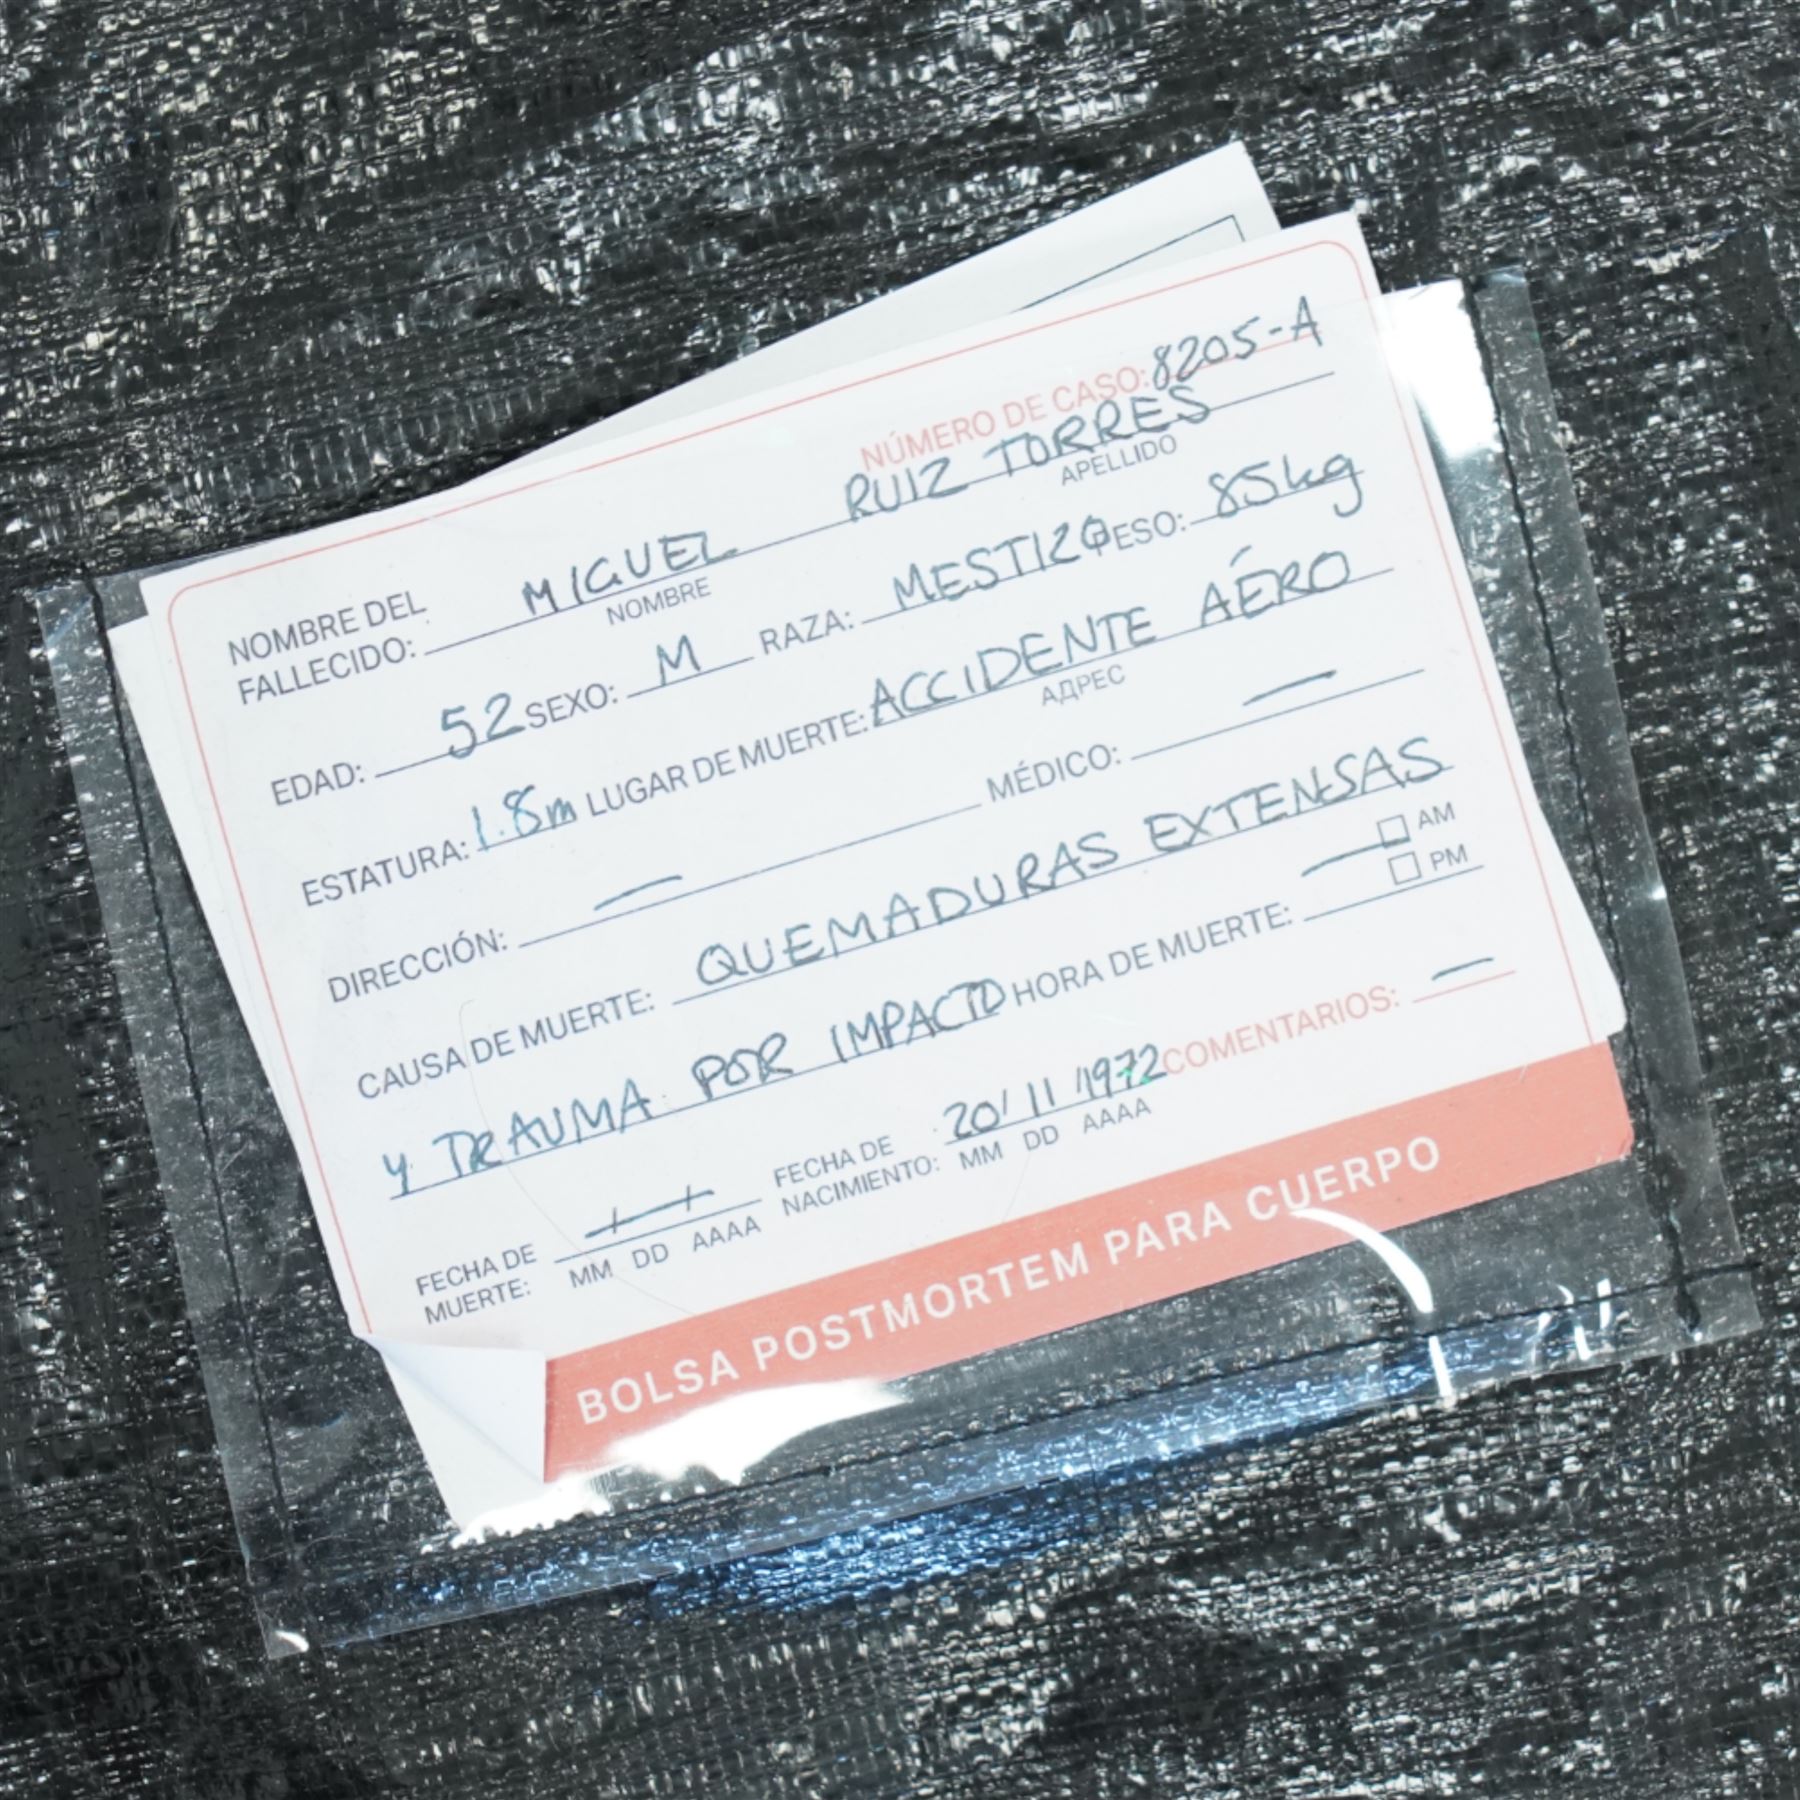 NÚMERO DE CASO: 8205-A
NOMBRE DEL FALLECIDO: MIGUEL RUIZ TORRES
NOMBRE APELLIDO
EDAD: 52 SEXO: M RAZA: MESTIZO PESO: 85kg
ESTATURA: 1.8m LUGAR DE MUERTE: ACCIDENTE AÉRO
АДРЕС
DIRECCIÓN: — MÉDICO: —
CAUSA DE MUERTE: QUEMADURAS EXTENSAS
Y TRAUMA POR IMPACTO HORA DE MUERTE: — AM PM
FECHA DE MUERTE: / / FECHA DE NACIMIENTO: 20/11/1972 COMENTARIOS: —
MM DD AAAA MM DD AAAA
BOLSA POSTMORTEM PARA CUERPO